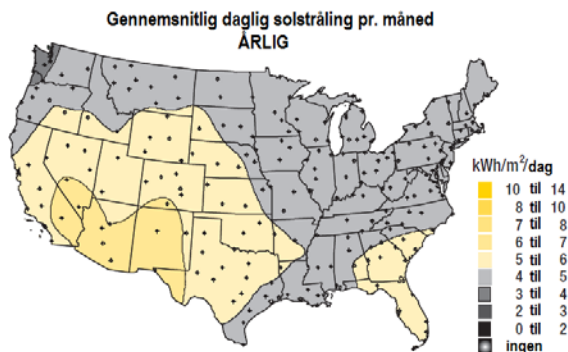 Gennemsnitlig daglig solstråling pr. måned
ÅRLIG
kWh/m²/dag
10 til 14
8 til 10
7 til 8
6 til 7
5 til 6
4 til 5
3 til 4
2 til 3
0 til 2
ingen